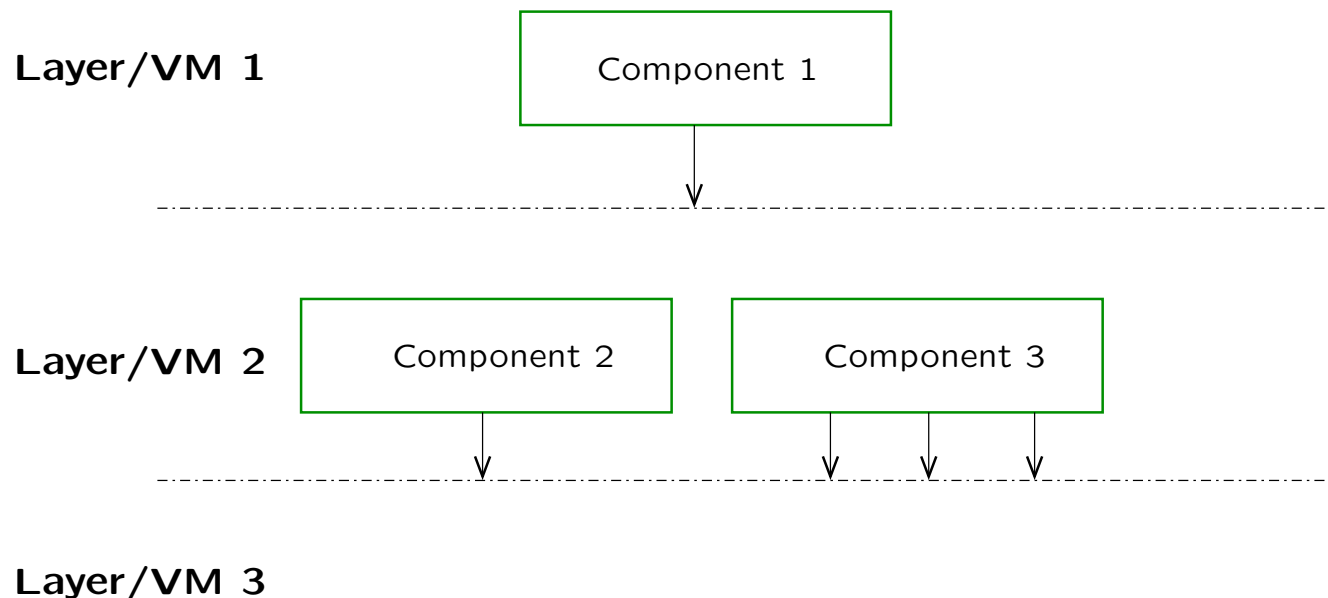 Layer/VM 1
Component 1
Layer/VM 2
Component 2
Component 3
Layer/VM 3